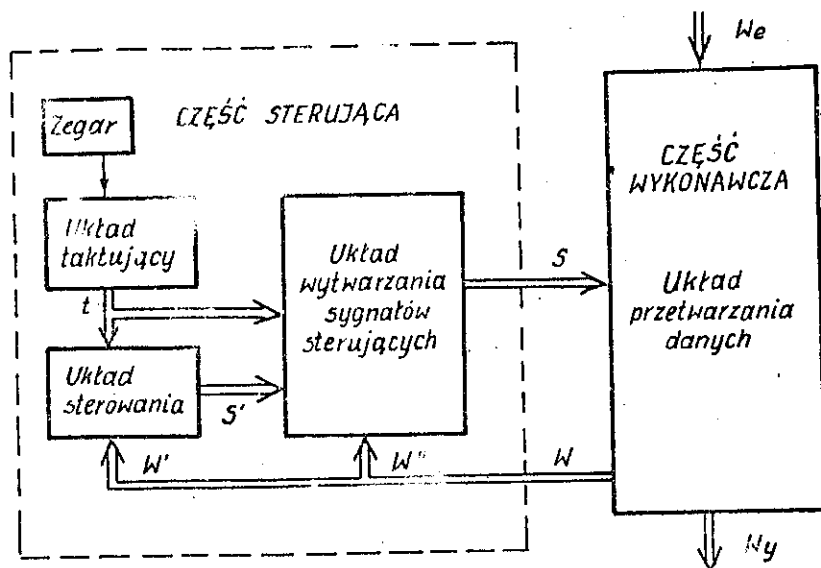 We
Zegar
CZĘŚĆ STERUJĄCA
CZĘŚĆ
WYKONAWCZA
Układ
taktujący
Układ
wytwarzania
sygnałów
sterujących
S
Układ
przetwarzania
danych
t
Układ
sterowania
S'
W'
W"
W
Wy